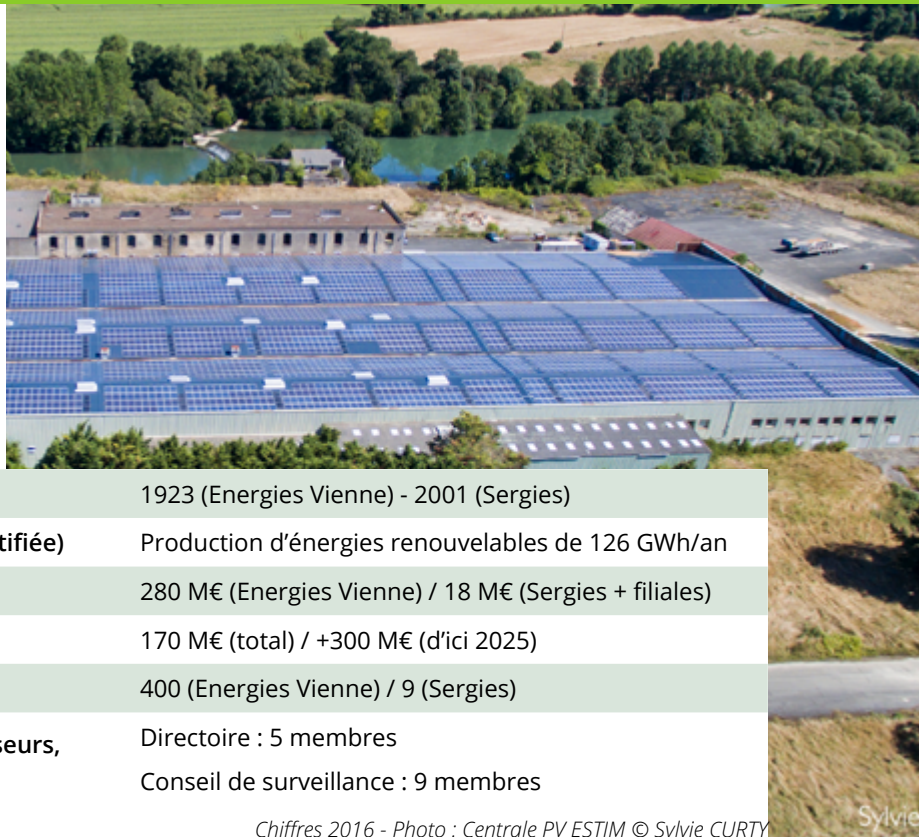 1923 (Energies Vienne) - 2001 (Sergies)
tifiée) Production d’énergies renouvelables de 126 GWh/an
280 M€ (Energies Vienne) / 18 M€ (Sergies + filiales)
170 M€ (total) / +300 M€ (d’ici 2025)
400 (Energies Vienne) / 9 (Sergies)
seurs, Directoire : 5 membres
Conseil de surveillance : 9 membres
Chiffres 2016 - Photo : Centrale PV ESTIM © Sylvie CURTY
Sylvie